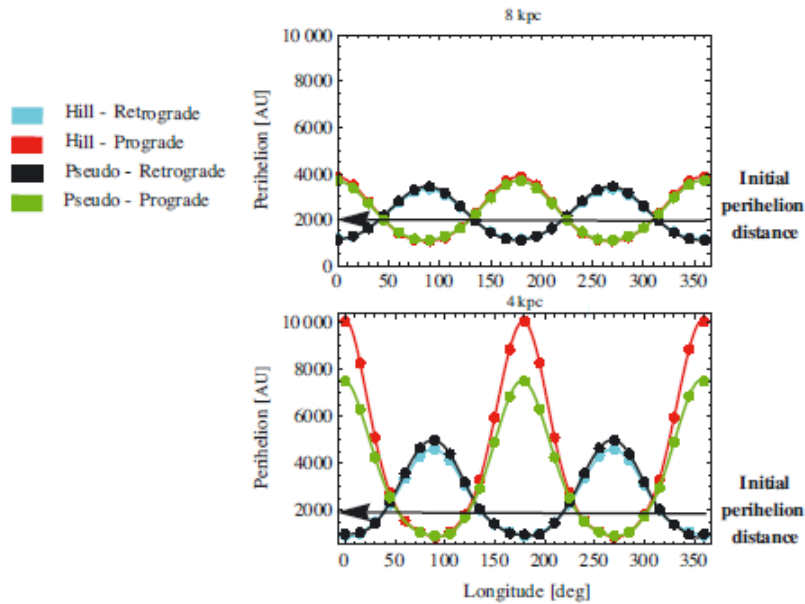 8 kpc
10 000
8000
6000
4000
2000
0
Perihelion [AU]
0 50 100 150 200 250 300 350
Hill - Retrograde
Hill - Prograde
Pseudo - Retrograde
Pseudo - Prograde
Initial
perihelion
distance
4 kpc
10 000
8000
6000
4000
2000
Perihelion [AU]
0 50 100 150 200 250 300 350
Longitude [deg]
Initial
perihelion
distance